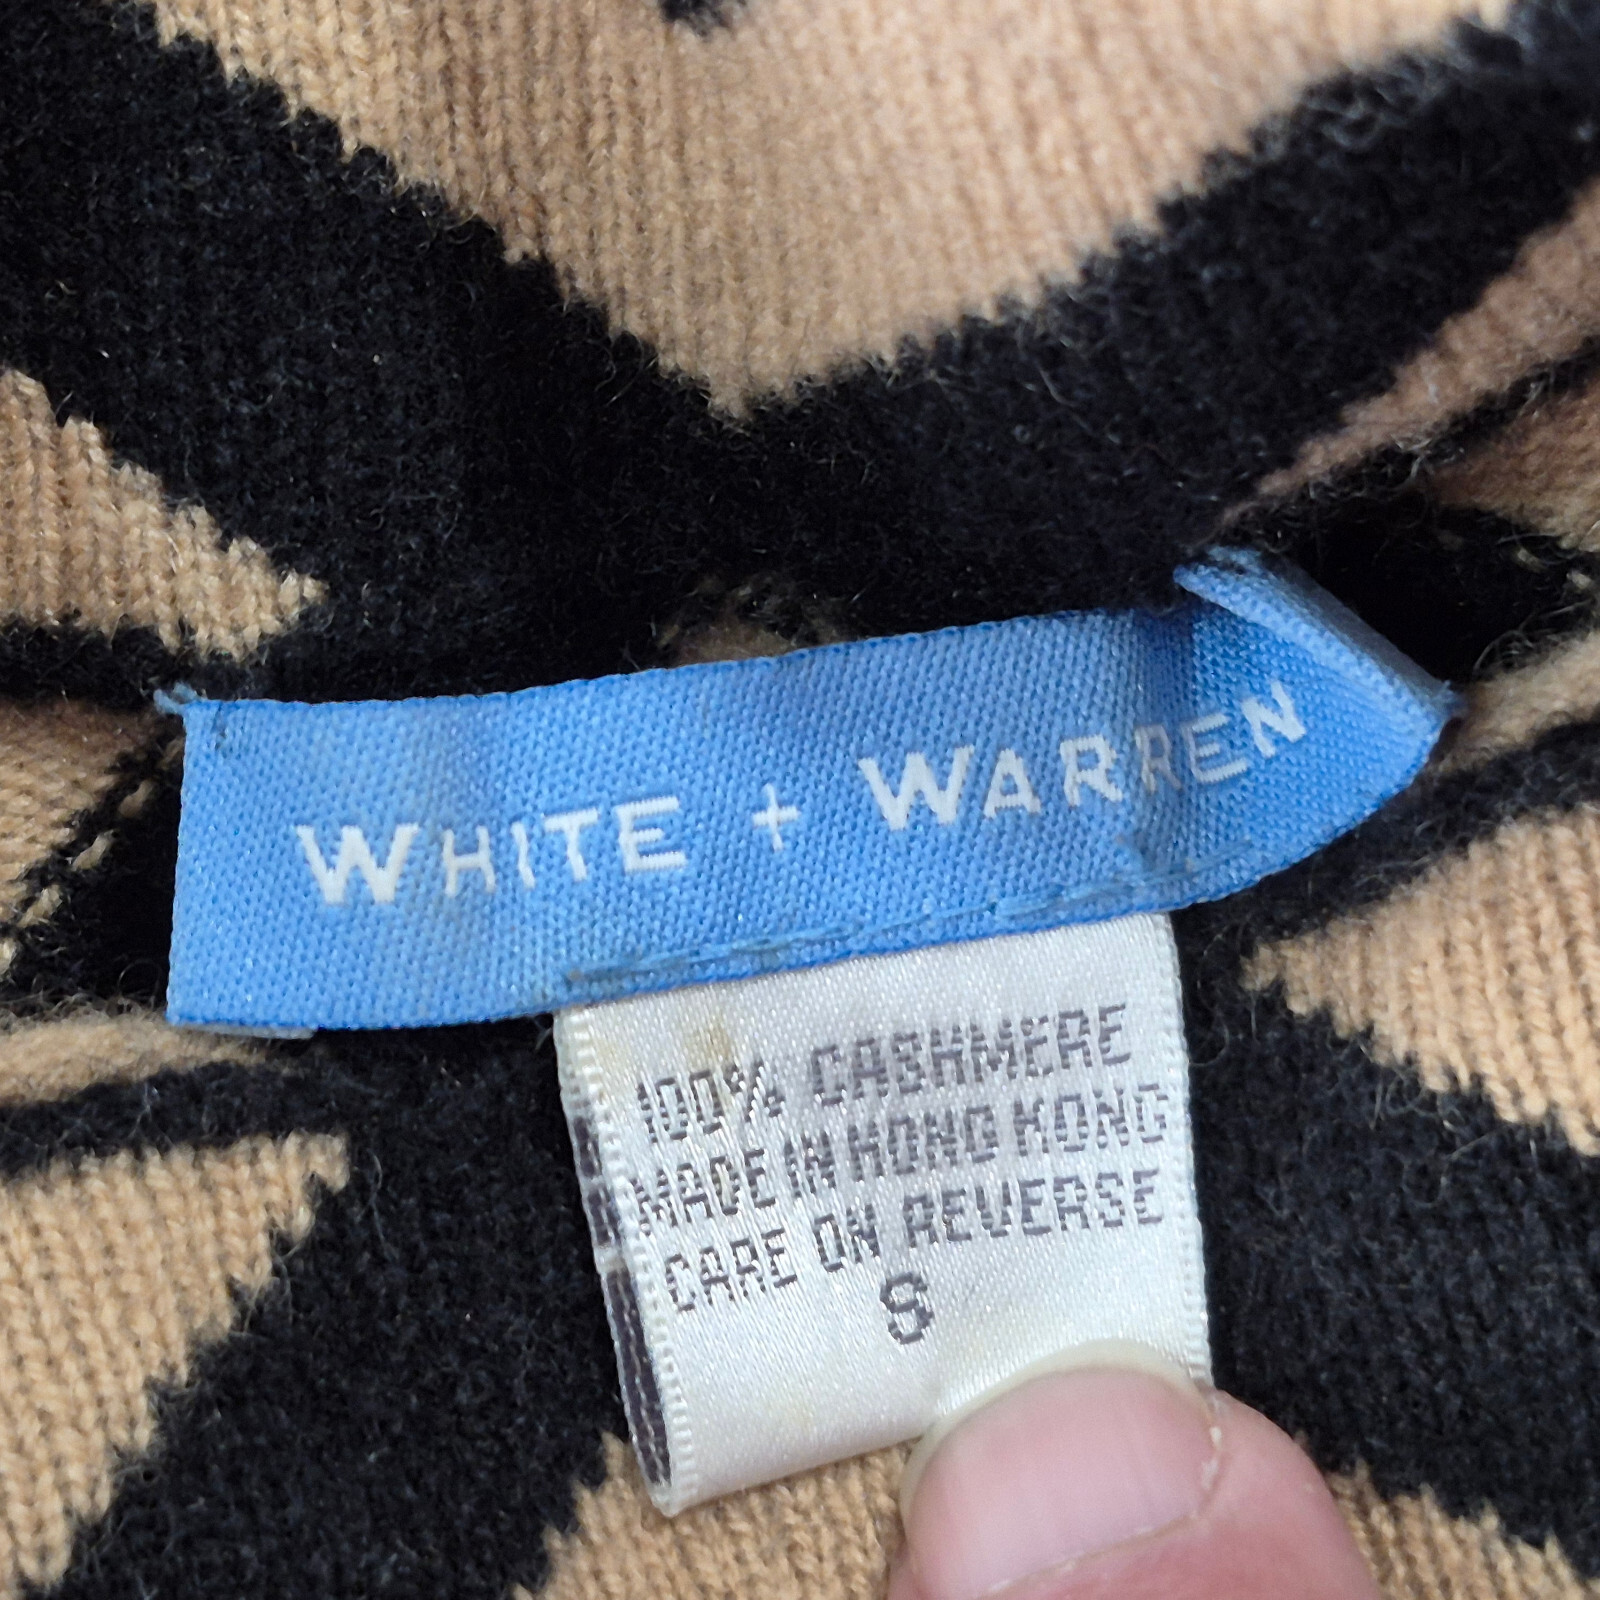 WHITE + WARREN
100% CASHMERE
MADE IN HONG KONG
CARE ON REVERSE
S